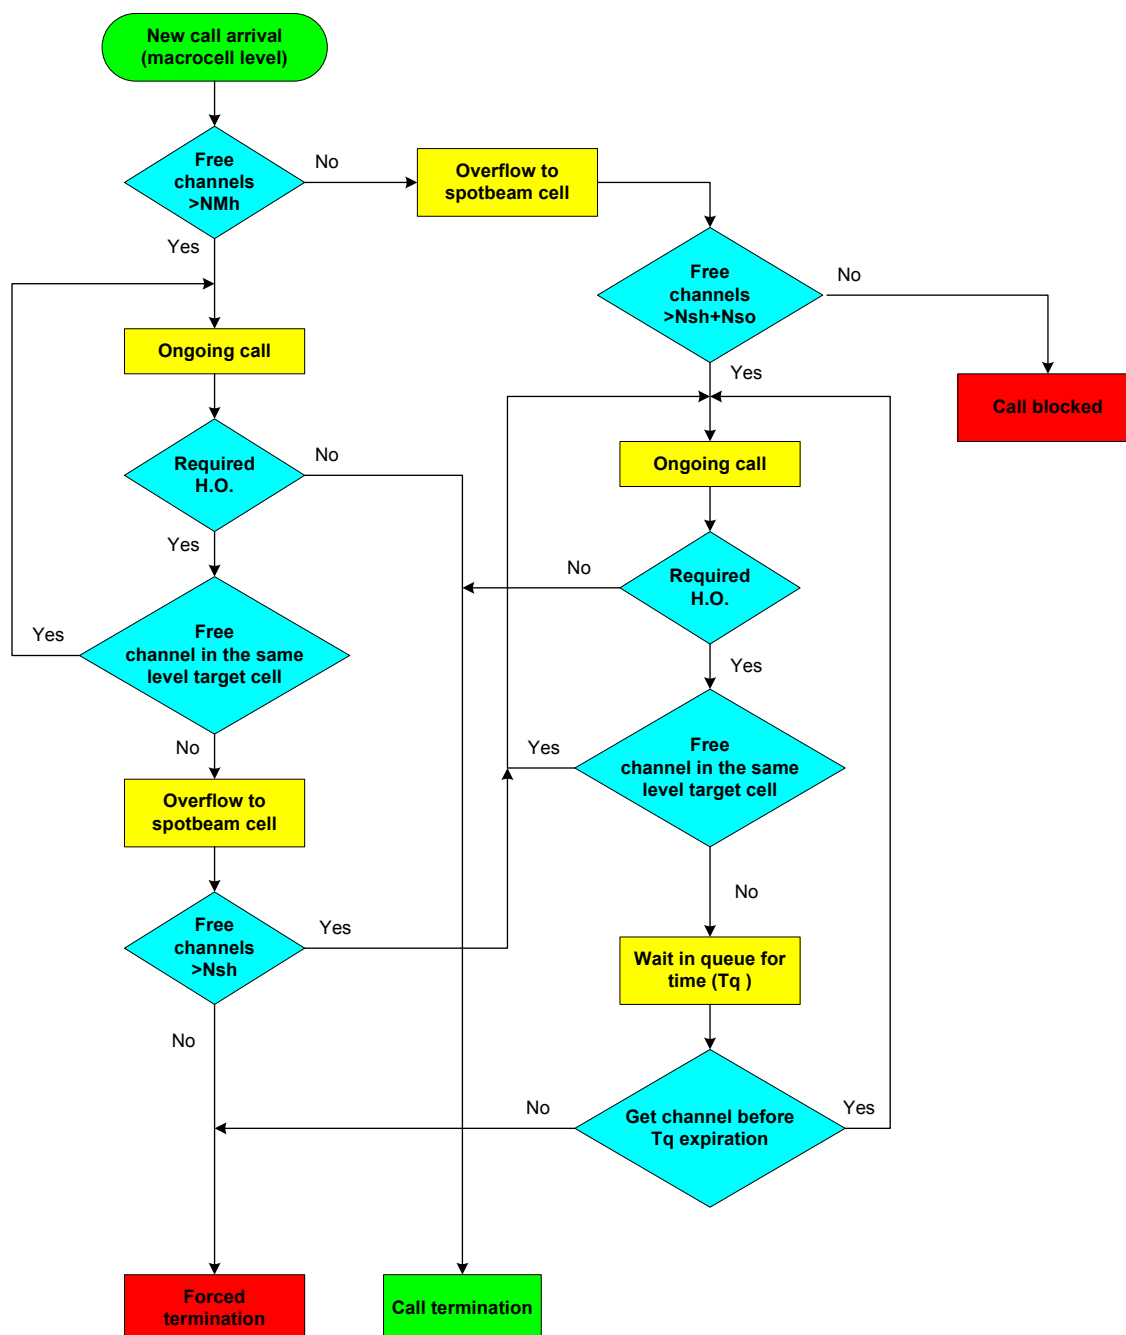 New call arrival
(macrocell level)
Free
channels
>NMh
No
Overflow to
spotbeam cell
Yes
Free
channels
>Nsh+Nso
No
Ongoing call
Yes
Call blocked
Required
H.O.
No
Ongoing call
Yes
No
Required
H.O.
Yes
Free
channel in the same
level target cell
Yes
No
Yes
Free
channel in the same
level target cell
Overflow to
spotbeam cell
No
Free
channels
>Nsh
Yes
Wait in queue for
time (Tq )
No
No
Get channel before
Tq expiration
Yes
Forced
termination
Call termination